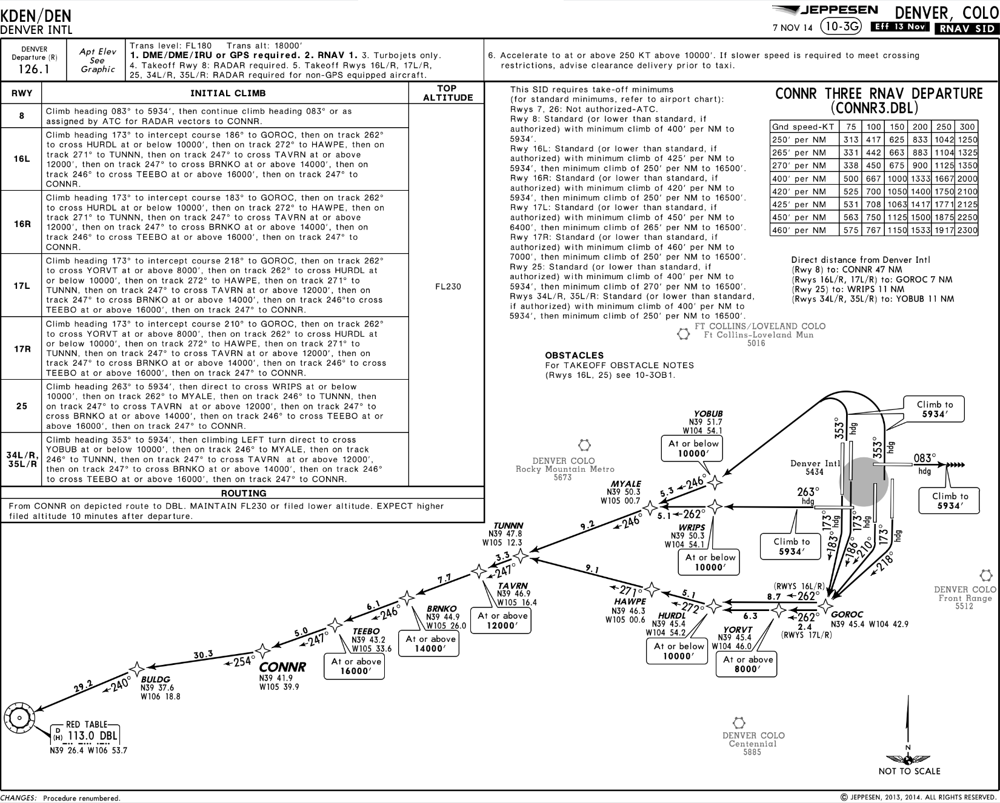 KDEN/DEN
DENVER INTL
JEPPESEN
DENVER, COLO
7 NOV 14
10-3G
Eff 13 Nov
RNAV SID
DENVER
Departure (R)
126.1
Apt Elev
See
Graphic
Trans level: FL180 Trans alt: 18000′
1. DME/DME/IRU or GPS required. 2. RNAV 1. 3. Turbojets only.
4. Takeoff Rwy 8: RADAR required. 5. Takeoff Rwys 16L/R, 17L/R,
25, 34L/R, 35L/R: RADAR required for non-GPS equipped aircraft.
6. Accelerate to at or above 250 KT above 10000′. If slower speed is required to meet crossing
restrictions, advise clearance delivery prior to taxi.
RWY
INITIAL CLIMB
TOP
ALTITUDE
8
Climb heading 083° to 5934′, then continue climb heading 083° or as
assigned by ATC for RADAR vectors to CONNR.
16L
Climb heading 173° to intercept course 186° to GOROC, then on track 262°
to cross HURDL at or below 10000′, then on track 272° to HAWPE, then on
track 271° to TUNNN, then on track 247° to cross TAVRN at or above
12000′, then on track 247° to cross BRNKO at or above 14000′, then on
track 246° to cross TEEBO at or above 16000′, then on track 247° to
CONNR.
16R
Climb heading 173° to intercept course 183° to GOROC, then on track 262°
to cross HURDL at or below 10000′, then on track 272° to HAWPE, then on
track 271° to TUNNN, then on track 247° to cross TAVRN at or above
12000′, then on track 247° to cross BRNKO at or above 14000′, then on
track 246° to cross TEEBO at or above 16000′, then on track 247° to
CONNR.
17L
Climb heading 173° to intercept course 218° to GOROC, then on track 262°
to cross YORVT at or above 8000′, then on track 262° to cross HURDL at
or below 10000′, then on track 272° to HAWPE, then on track 271° to
TUNNN, then on track 247° to cross TAVRN at or above 12000′, then on
track 247° to cross BRNKO at or above 14000′, then on track 246°to cross
TEEBO at or above 16000′, then on track 247° to CONNR.
17R
Climb heading 173° to intercept course 210° to GOROC, then on track 262°
to cross YORVT at or above 8000′, then on track 262° to cross HURDL at
or below 10000′, then on track 272° to HAWPE, then on track 271° to
TUNNN, then on track 247° to cross TAVRN at or above 12000′, then on
track 247° to cross BRNKO at or above 14000′, then on track 246° to cross
TEEBO at or above 16000′, then on track 247° to CONNR.
25
Climb heading 263° to 5934′, then direct to cross WRIPS at or below
10000′, then on track 262° to MYALE, then on track 246° to TUNNN, then
on track 247° to cross TAVRN at or above 12000′, then on track 247° to
cross BRNKO at or above 14000′, then on track 246° to cross TEEBO at or
above 16000′, then on track 247° to CONNR.
34L/R,
35L/R
Climb heading 353° to 5934′, then climbing LEFT turn direct to cross
YOBUB at or below 10000′, then on track 246° to MYALE, then on track
246° to TUNNN, then on track 247° to cross TAVRN at or above 12000′,
then on track 247° to cross BRNKO at or above 14000′, then on track 246°
to cross TEEBO at or above 16000′, then on track 247° to CONNR.
FL230
ROUTING
From CONNR on depicted route to DBL. MAINTAIN FL230 or filed lower altitude. EXPECT higher
filed altitude 10 minutes after departure.
This SID requires take-off minimums
(for standard minimums, refer to airport chart):
Rwys 7, 26: Not authorized-ATC.
Rwy 8: Standard (or lower than standard, if
authorized) with minimum climb of 400′ per NM to
5934′.
Rwy 16L: Standard (or lower than standard, if
authorized) with minimum climb of 425′ per NM to
5934′, then minimum climb of 250′ per NM to 16500′.
Rwy 16R: Standard (or lower than standard, if
authorized) with minimum climb of 420′ per NM to
5934′, then minimum climb of 250′ per NM to 16500′.
Rwy 17L: Standard (or lower than standard, if
authorized) with minimum climb of 450′ per NM to
6400′, then minimum climb of 265′ per NM to 16500′.
Rwy 17R: Standard (or lower than standard, if
authorized) with minimum climb of 460′ per NM to
7000′, then minimum climb of 250′ per NM to 16500′.
Rwy 25: Standard (or lower than standard, if
authorized) with minimum climb of 400′ per NM to
5934′, then minimum climb of 270′ per NM to 16500′.
Rwys 34L/R, 35L/R: Standard (or lower than standard,
if authorized) with minimum climb of 400′ per NM to
5934′, then minimum climb of 250′ per NM to 16500′.
CONNR THREE RNAV DEPARTURE
(CONNR3.DBL)
Gnd speed-KT 75 100 150 200 250 300
250′ per NM 313 417 625 833 1042 1250
265′ per NM 331 442 663 883 1104 1325
270′ per NM 338 450 675 900 1125 1350
400′ per NM 500 667 1000 1333 1667 2000
420′ per NM 525 700 1050 1400 1750 2100
425′ per NM 531 708 1063 1417 1771 2125
450′ per NM 563 750 1125 1500 1875 2250
460′ per NM 575 767 1150 1533 1917 2300
Direct distance from Denver Intl
(Rwy 8) to: CONNR 47 NM
(Rwys 16L/R, 17L/R) to: GOROC 7 NM
(Rwy 25) to: WRIPS 11 NM
(Rwys 34L/R, 35L/R) to: YOBUB 11 NM
FT COLLINS/LOVELAND COLO
Ft Collins-Loveland Mun
5016
OBSTACLES
For TAKEOFF OBSTACLE NOTES
(Rwys 16L, 25) see 10-3OB1.
Climb to
5934′
YOBUB
N39 51.7
W104 54.1
At or below
10000′
353°
hdg
353°
hdg
DENVER COLO
Rocky Mountain Metro
5673
Denver Intl
5434
083°
hdg
Climb to
5934′
MYALE
N39 50.3
W105 00.7
5.3
246°
263°
hdg
5.1
262°
WRIPS
N39 50.3
W104 54.1
At or below
10000′
Climb to
5934′
173°
hdg
173°
hdg
173°
hdg
183°
186°
210°
218°
9.2
246°
TUNNN
N39 47.8
W105 12.3
3.3
247°
9.1
271°
HAWPE
N39 46.3
W105 00.6
5.1
272°
HURDL
N39 45.4
W104 54.2
At or below
10000′
(RWYS 16L/R)
8.7
262°
6.3
262°
2.4
(RWYS 17L/R)
GOROC
N39 45.4 W104 42.9
YORVT
N39 45.4
W104 46.0
At or above
8000′
DENVER COLO
Front Range
5512
7.7
TAVRN
N39 46.9
W105 16.4
At or above
12000′
6.1
246°
BRNKO
N39 44.9
W105 26.0
At or above
14000′
5.0
247°
TEEBO
N39 43.2
W105 33.6
At or above
16000′
30.3
254°
CONNR
N39 41.9
W105 39.9
29.2
240°
BULDG
N39 37.6
W106 18.8
RED TABLE
D
(H)
113.0 DBL
N39 26.4 W106 53.7
DENVER COLO
Centennial
5885
N
NOT TO SCALE
CHANGES: Procedure renumbered.
© JEPPESEN, 2013, 2014. ALL RIGHTS RESERVED.